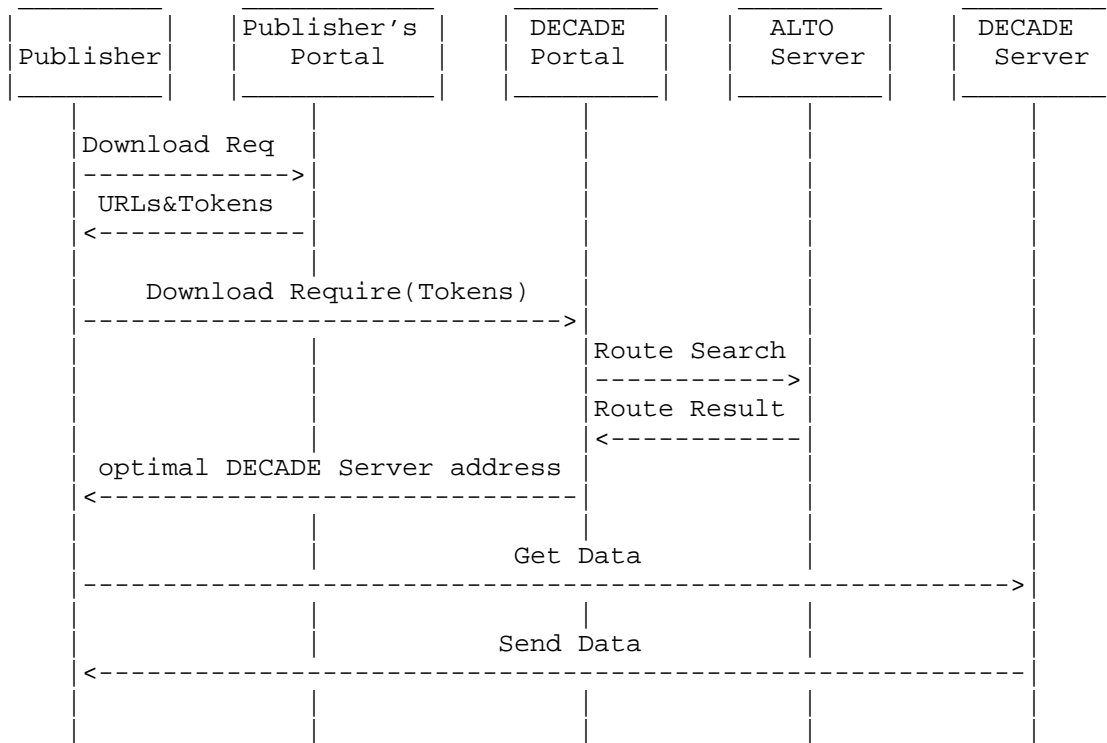 Publisher's DECADE ALTO DECADE
Publisher Portal Portal Server Server
Download Req
URLs&Tokens
Download Require(Tokens)
Route Search
Route Result
optimal DECADE Server address
Get Data
Send Data